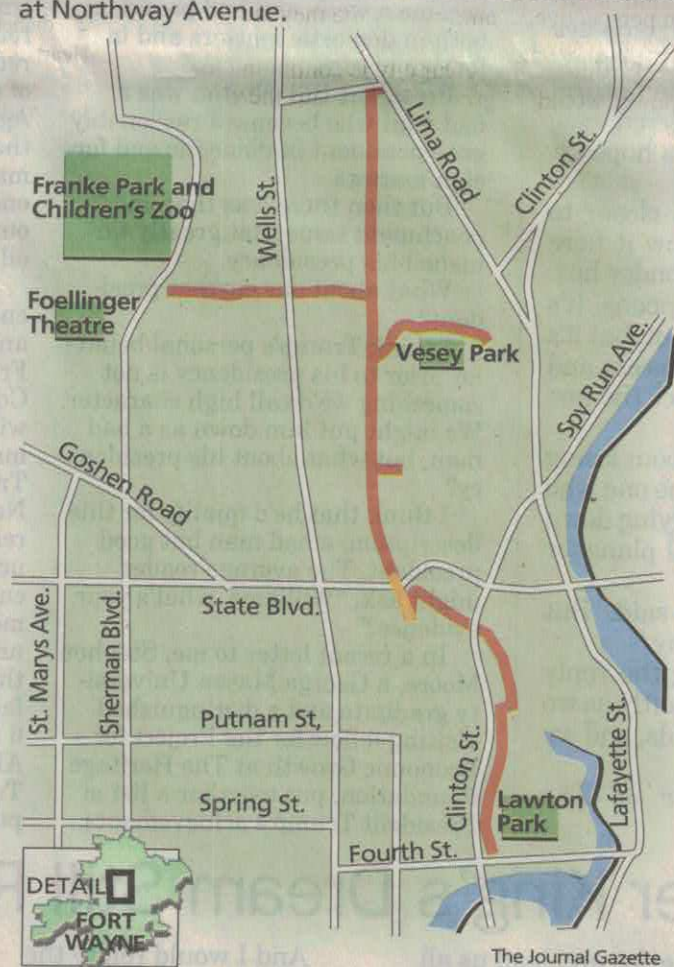 at Northway Avenue.
Lima Road
Clinton St.
Franke Park and
Children's Zoo
Wells St.
Foellinger
Theatre
Vesey Park
Spy Run Ave.
Goshen Road
State Blvd.
St. Marys Ave.
Sherman Blvd.
Putnam St,
Clinton St.
Lafayette St.
Spring St.
Lawton
Park
Fourth St.
DETAIL
FORT
WAYNE
The Journal Gazette